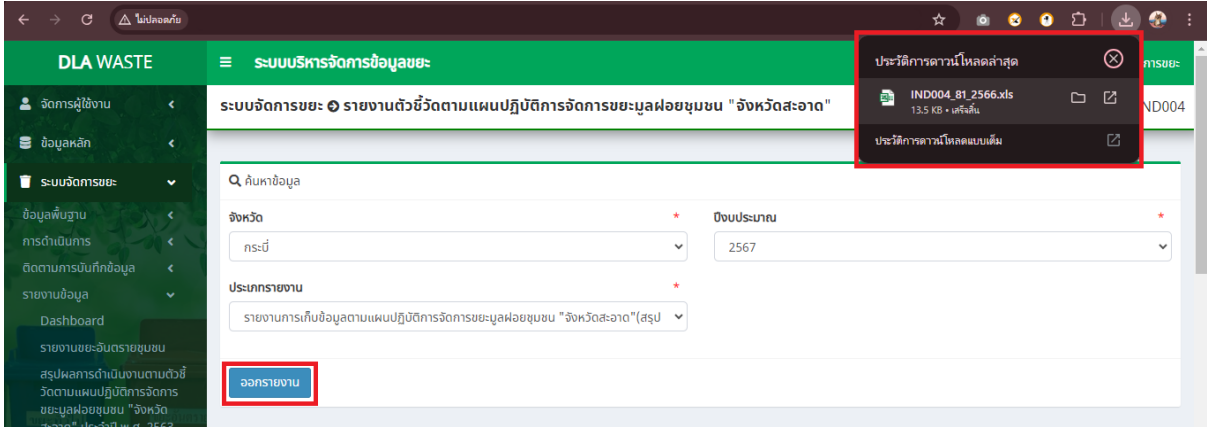 ไม่ปลอดภัย
DLA WASTE
ระบบบริหารจัดการข้อมูลขยะ
ประวัติการดาวน์โหลดล่าสุด
การขยะ
จัดการผู้ใช้งาน
ระบบจัดการขยะ รายงานตัวชี้วัดตามแผนปฏิบัติการจัดการขยะมูลฝอยชุมชน "จังหวัดสะอาด"
IND004_81_2566.xls
13.5 KB • เสร็จสิ้น
ND004
ข้อมูลหลัก
ประวัติการดาวน์โหลดแบบเต็ม
ระบบจัดการขยะ
ค้นหาข้อมูล
ข้อมูลพื้นฐาน
จังหวัด *
ปีงบประมาณ *
การดำเนินการ
กระบี่
2567
ติดตามการบันทึกข้อมูล
รายงานข้อมูล
ประเภทรายงาน *
รายงานการเก็บข้อมูลตามแผนปฏิบัติการจัดการขยะมูลฝอยชุมชน "จังหวัดสะอาด"(สรุป
Dashboard
รายงานขยะอันตรายชุมชน
สรุปผลการดำเนินงานตามตัวชี้
วัดตามแผนปฏิบัติการจัดการ
ขยะมูลฝอยชุมชน "จังหวัด
สะอาด" ประจำปี พ.ศ. 2563
ออกรายงาน